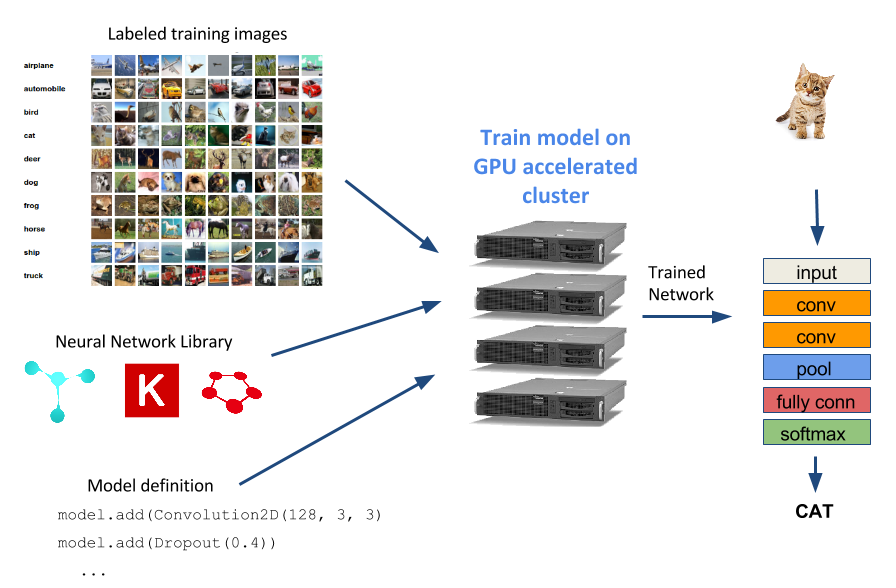 Labeled training images
airplane
automobile
bird
cat
deer
dog
frog
horse
ship
truck
Neural Network Library
K
Model definition
model.add(Convolution2D(128, 3, 3)
model.add(Dropout(0.4))
...
Train model on
GPU accelerated
cluster
Trained
Network
input
conv
conv
pool
fully conn
softmax
CAT